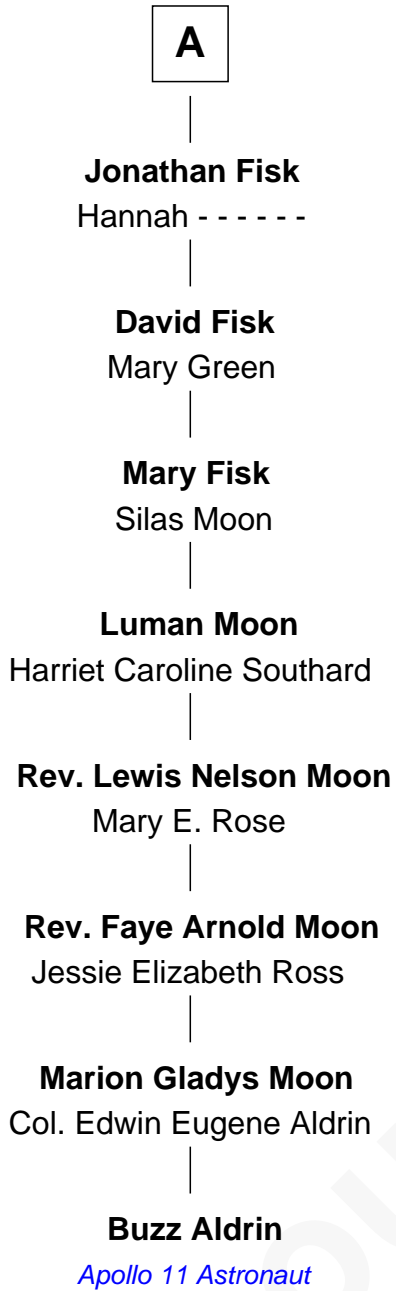 A
Jonathan Fisk
Hannah - - - - - -
David Fisk
Mary Green
Mary Fisk
Silas Moon
Luman Moon
Harriet Caroline Southard
Rev. Lewis Nelson Moon
Mary E. Rose
Rev. Faye Arnold Moon
Jessie Elizabeth Ross
Marion Gladys Moon
Col. Edwin Eugene Aldrin
Buzz Aldrin
Apollo 11 Astronaut